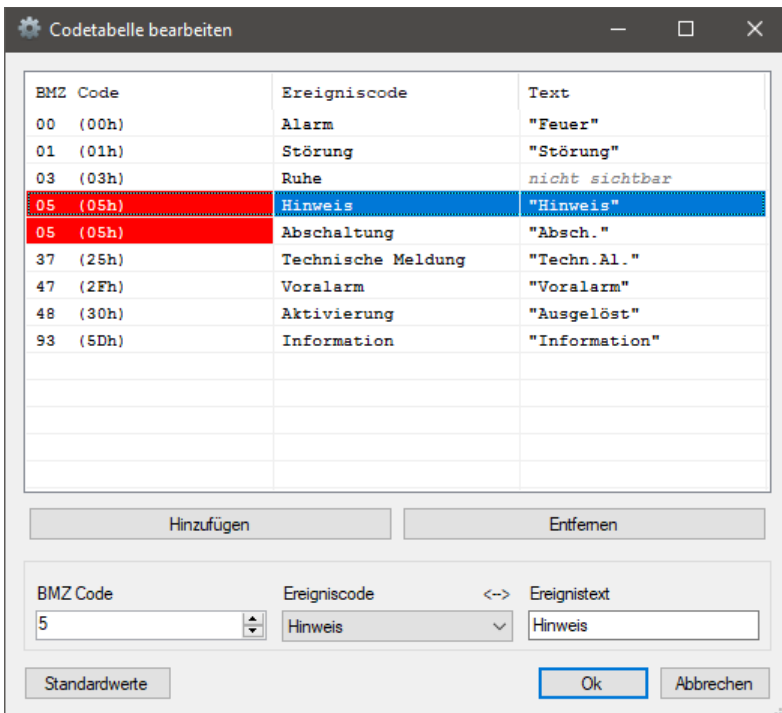 Codetabelle bearbeiten
BMZ Code Ereigniscode Text
00 (00h) Alarm "Feuer"
01 (01h) Störung "Störung"
03 (03h) Ruhe nicht sichtbar
05 (05h) Hinweis "Hinweis"
05 (05h) Abschaltung "Absch."
37 (25h) Technische Meldung "Techn.Al."
47 (2Fh) Voralarm "Voralarm"
48 (30h) Aktivierung "Ausgelöst"
93 (5Dh) Information "Information"
Hinzufügen Entfernen
BMZ Code Ereigniscode <--> Ereignistext
5 Hinweis Hinweis
Standardwerte Ok Abbrechen